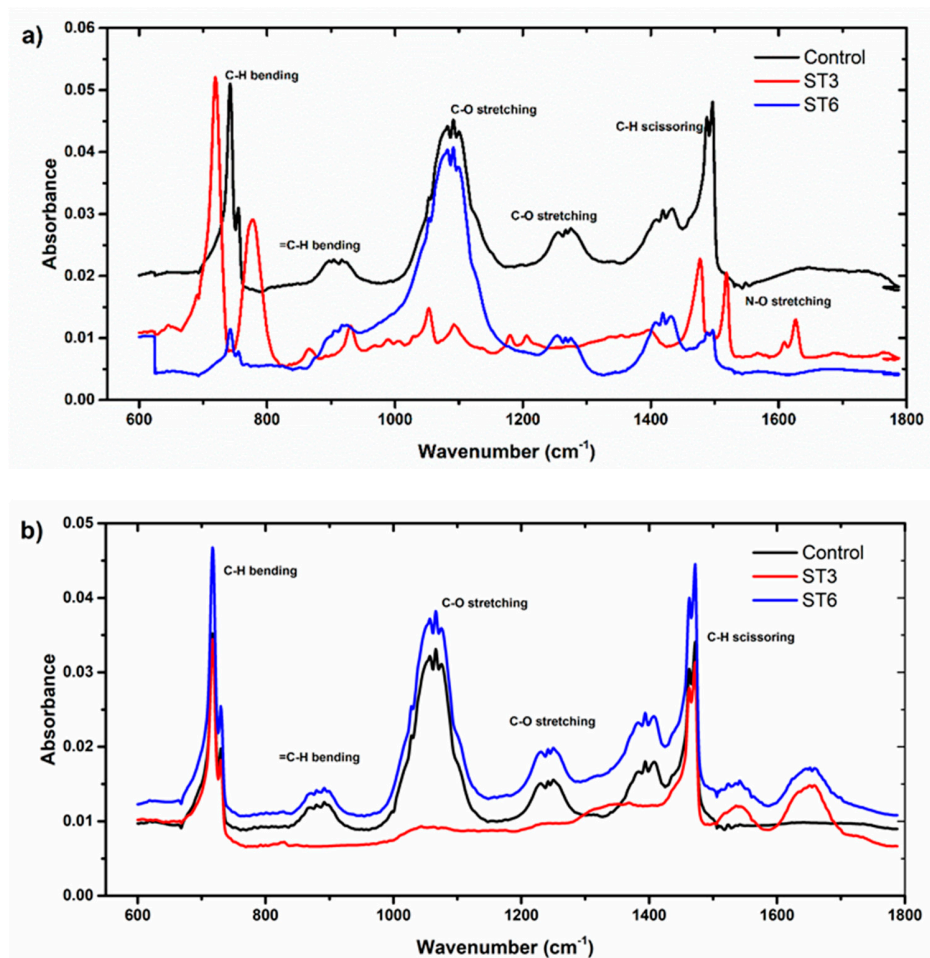 a)
0.06
0.05
0.04
0.03
0.02
0.01
0.00
Absorbance
C-H bending
=C-H bending
C-O stretching
C-O stretching
C-H scissoring
N-O stretching
Control
ST3
ST6
600 800 1000 1200 1400 1600 1800
Wavenumber (cm-1)
b)
0.05
0.04
0.03
0.02
0.01
0.00
Absorbance
C-H bending
=C-H bending
C-O stretching
C-O stretching
C-H scissoring
Control
ST3
ST6
600 800 1000 1200 1400 1600 1800
Wavenumber (cm-1)